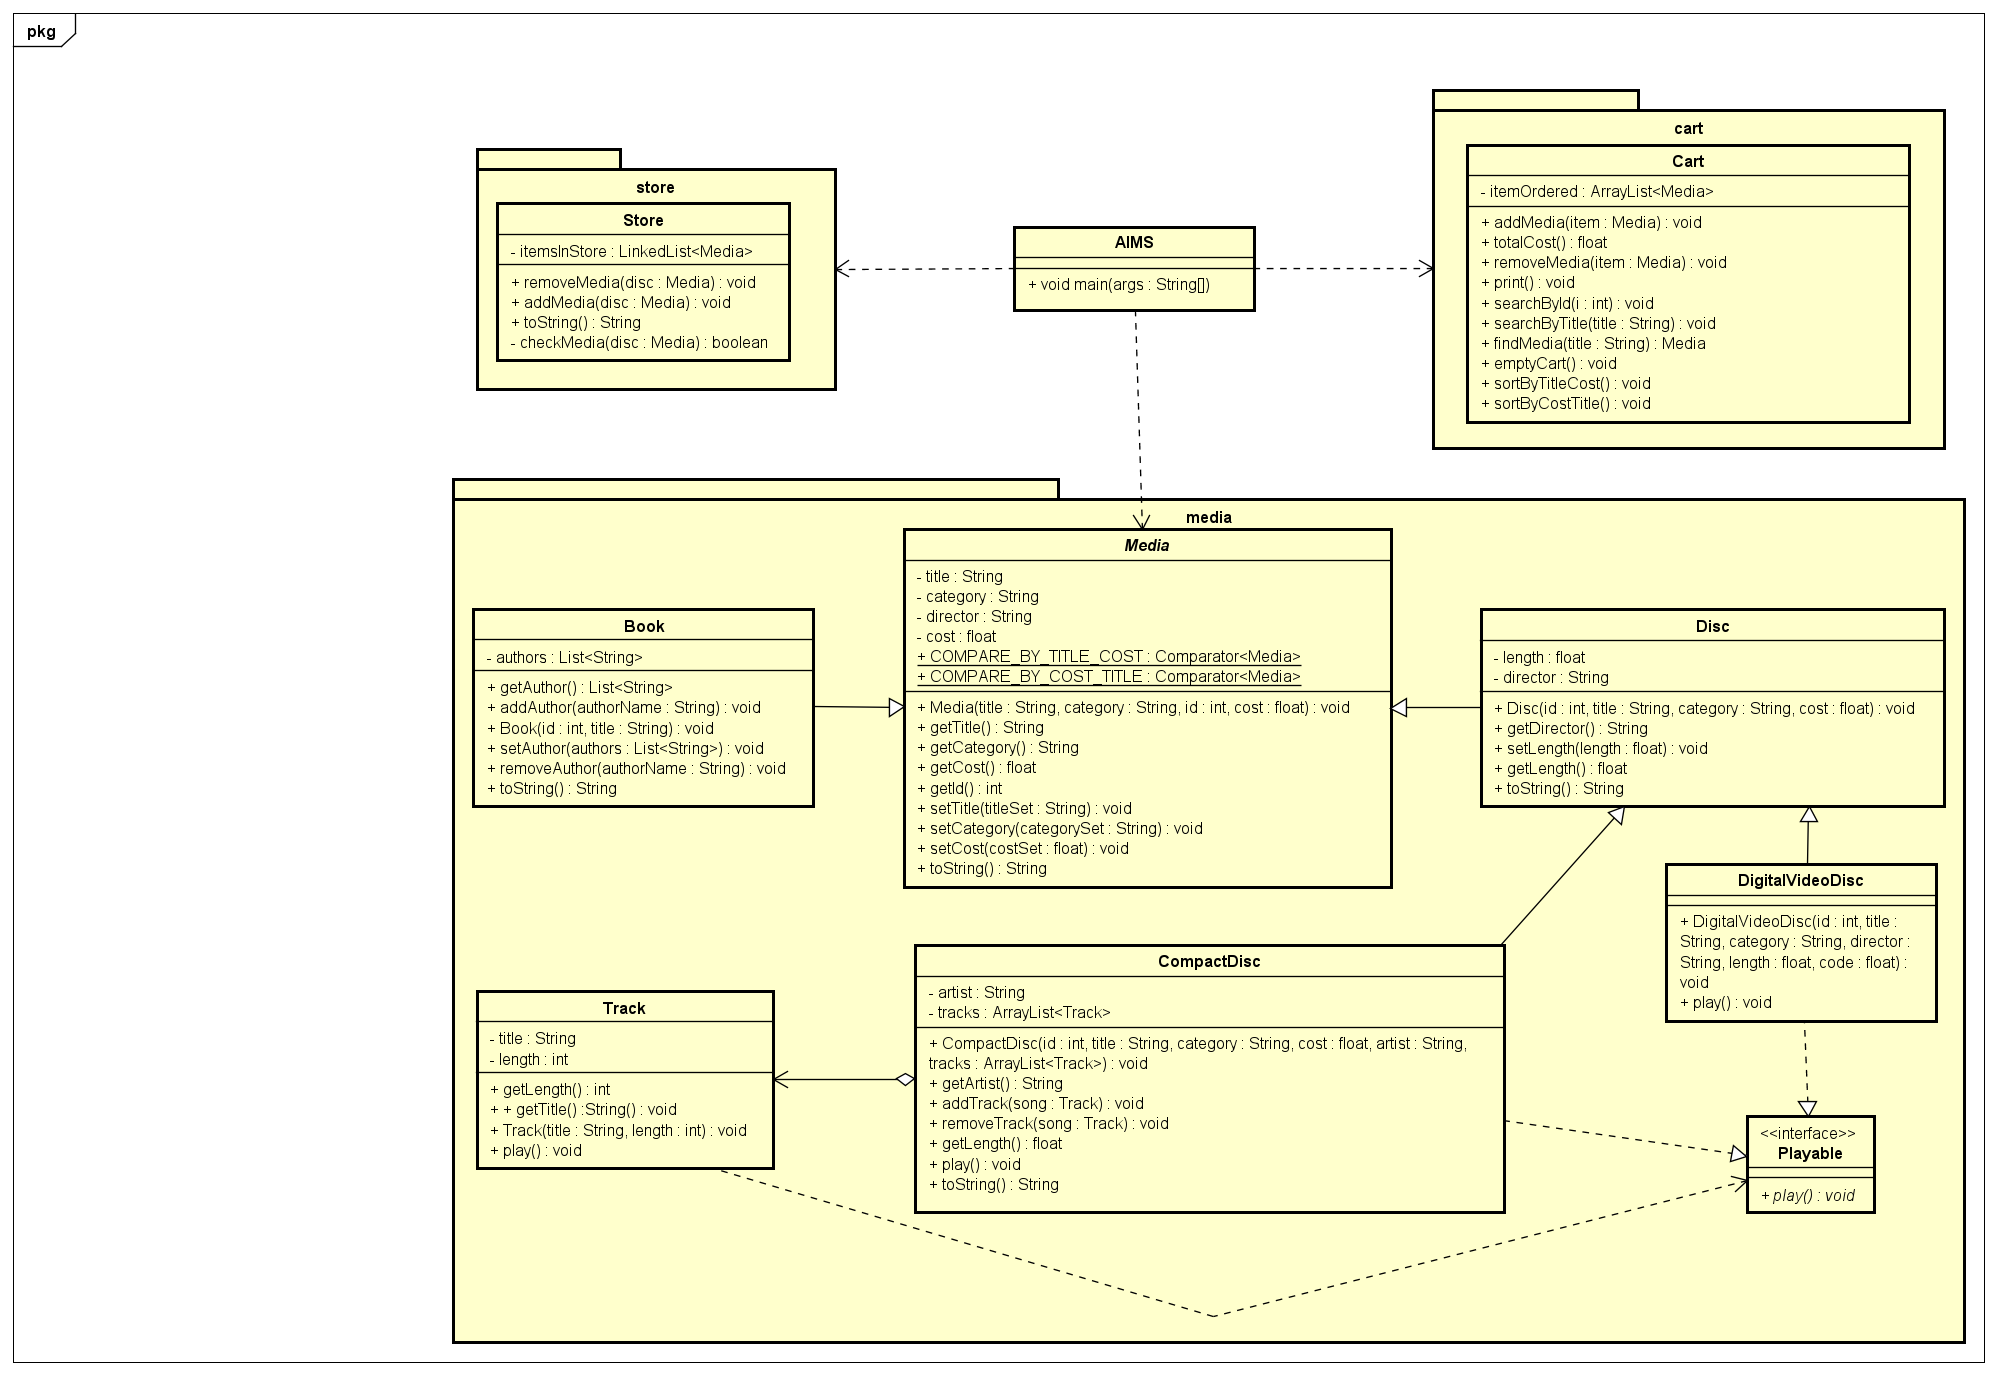 pkg
store
Store
- itemsInStore : LinkedList<Media>
+ removeMedia(disc : Media) : void
+ addMedia(disc : Media) : void
+ toString() : String
- checkMedia(disc : Media) : boolean
AIMS
+ void main(args : String[])
cart
Cart
- itemOrdered : ArrayList<Media>
+ addMedia(item : Media) : void
+ totalCost() : float
+ removeMedia(item : Media) : void
+ print() : void
+ searchById(i : int) : void
+ searchByTitle(title : String) : void
+ findMedia(title : String) : Media
+ emptyCart() : void
+ sortByTitleCost() : void
+ sortByCostTitle() : void
media
Media
- title : String
- category : String
- director : String
- cost : float
+ COMPARE_BY_TITLE_COST : Comparator<Media>
+ COMPARE_BY_COST_TITLE : Comparator<Media>
+ Media(title : String, category : String, id : int, cost : float) : void
+ getTitle() : String
+ getCategory() : String
+ getCost() : float
+ getId() : int
+ setTitle(titleSet : String) : void
+ setCategory(categorySet : String) : void
+ setCost(costSet : float) : void
+ toString() : String
Book
- authors : List<String>
+ getAuthor() : List<String>
+ addAuthor(authorName : String) : void
+ Book(id : int, title : String) : void
+ setAuthor(authors : List<String>) : void
+ removeAuthor(authorName : String) : void
+ toString() : String
Disc
- length : float
- director : String
+ Disc(id : int, title : String, category : String, cost : float) : void
+ getDirector() : String
+ setLength(length : float) : void
+ getLength() : float
+ toString() : String
DigitalVideoDisc
+ DigitalVideoDisc(id : int, title :
String, category : String, director :
String, length : float, code : float) :
void
+ play() : void
CompactDisc
- artist : String
- tracks : ArrayList<Track>
+ CompactDisc(id : int, title : String, category : String, cost : float, artist : String,
tracks : ArrayList<Track>) : void
+ getArtist() : String
+ addTrack(song : Track) : void
+ removeTrack(song : Track) : void
+ getLength() : float
+ play() : void
+ toString() : String
Track
- title : String
- length : int
+ getLength() : int
+ + getTitle() :String() : void
+ Track(title : String, length : int) : void
+ play() : void
<<interface>>
Playable
+ play() : void